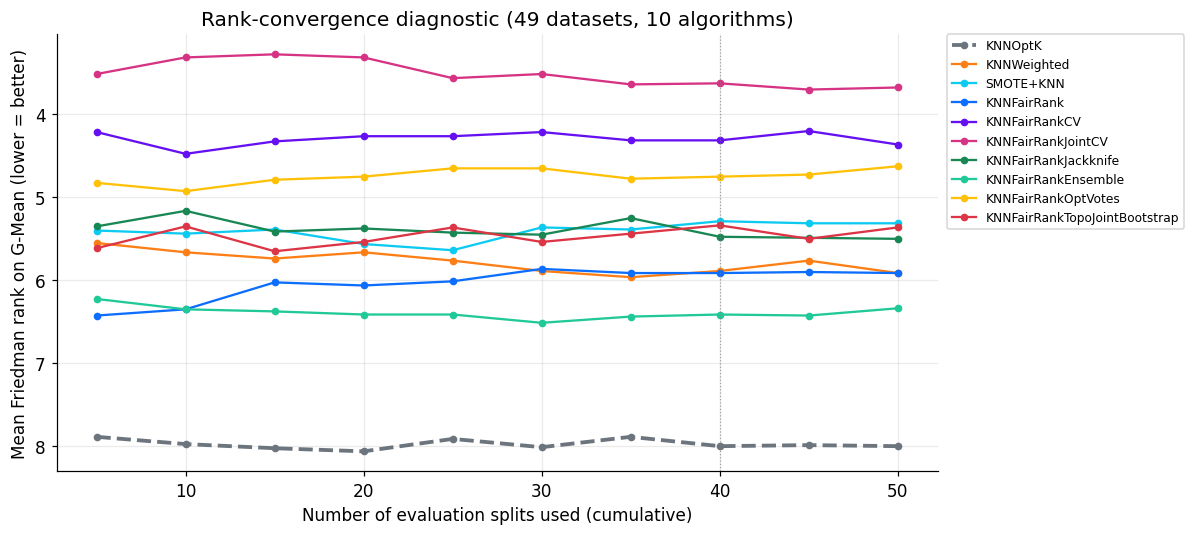 Rank-convergence diagnostic (49 datasets, 10 algorithms)
Mean Friedman rank on G-Mean (lower = better)
4
5
6
7
8
10
20
30
40
50
Number of evaluation splits used (cumulative)
KNNOptK
KNNWeighted
SMOTE+KNN
KNNFairRank
KNNFairRankCV
KNNFairRankJointCV
KNNFairRankJackknife
KNNFairRankEnsemble
KNNFairRankOptVotes
KNNFairRankTopoJointBootstrap